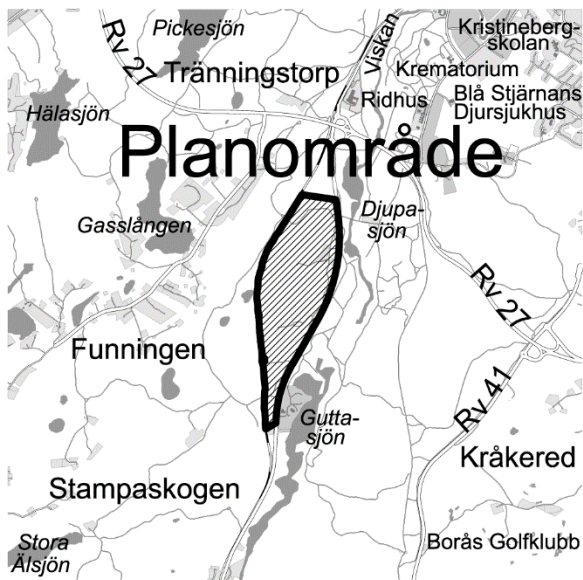 Pickesjön
Rv 27
Viskan
Kristineberg-
skolan
Tränningstorp
Krematorium
Hälasjön
Ridhus
Blå Stjärnans
Djursjukhus
Planområde
Gasslången
Djupa-
sjön
Rv 27
Funningen
Rv 41
Gutta-
sjön
Kråkered
Stampaskogen
Stora
Älsjön
Borås Golfklubb